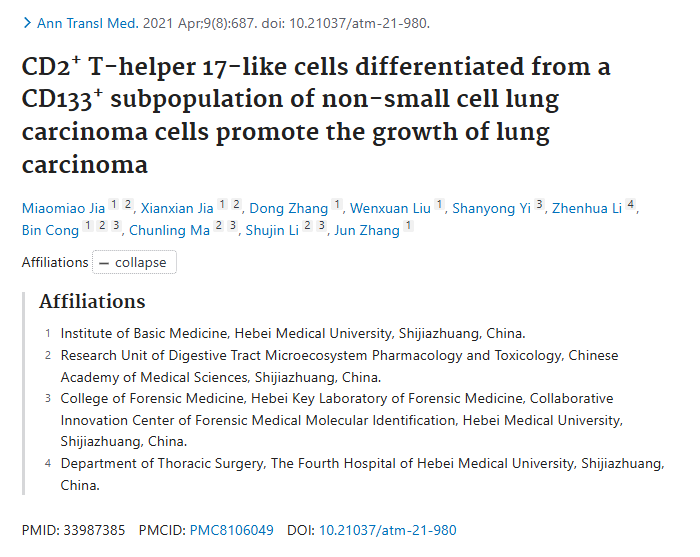 > Ann Transl Med. 2021 Apr;9(8):687. doi: 10.21037/atm-21-980.
CD2⁺ T-helper 17-like cells differentiated from a
CD133⁺ subpopulation of non-small cell lung
carcinoma cells promote the growth of lung
carcinoma
Miaomiao Jia 1 2, Xianxian Jia 1 2, Dong Zhang 1, Wenxuan Liu 1, Shanyong Yi 3, Zhenhua Li 4,
Bin Cong 1 2 3, Chunling Ma 2 3, Shujin Li 2 3, Jun Zhang 1
Affiliations — collapse
Affiliations
1 Institute of Basic Medicine, Hebei Medical University, Shijiazhuang, China.
2 Research Unit of Digestive Tract Microecosystem Pharmacology and Toxicology, Chinese
Academy of Medical Sciences, Shijiazhuang, China.
3 College of Forensic Medicine, Hebei Key Laboratory of Forensic Medicine, Collaborative
Innovation Center of Forensic Medical Molecular Identification, Hebei Medical University,
Shijiazhuang, China.
4 Department of Thoracic Surgery, The Fourth Hospital of Hebei Medical University, Shijiazhuang,
China.
PMID: 33987385 PMCID: PMC8106049 DOI: 10.21037/atm-21-980